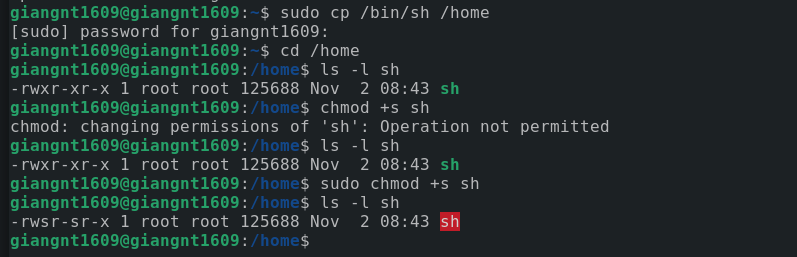 giangnt1609@giangnt1609:~$ sudo cp /bin/sh /home
[sudo] password for giangnt1609:
giangnt1609@giangnt1609:~$ cd /home
giangnt1609@giangnt1609:/home$ ls -l sh
-rwxr-xr-x 1 root root 125688 Nov  2 08:43 sh
giangnt1609@giangnt1609:/home$ chmod +s sh
chmod: changing permissions of 'sh': Operation not permitted
giangnt1609@giangnt1609:/home$ ls -l sh
-rwxr-xr-x 1 root root 125688 Nov  2 08:43 sh
giangnt1609@giangnt1609:/home$ sudo chmod +s sh
giangnt1609@giangnt1609:/home$ ls -l sh
-rwsr-sr-x 1 root root 125688 Nov  2 08:43 sh
giangnt1609@giangnt1609:/home$